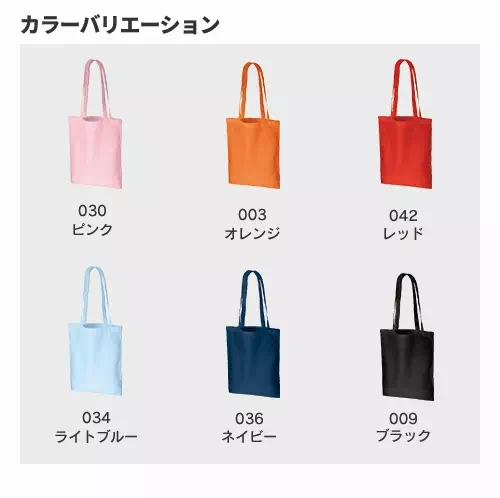 カラーバリエーション
030
ピンク
003
オレンジ
042
レッド
034
ライトブルー
036
ネイビー
009
ブラック